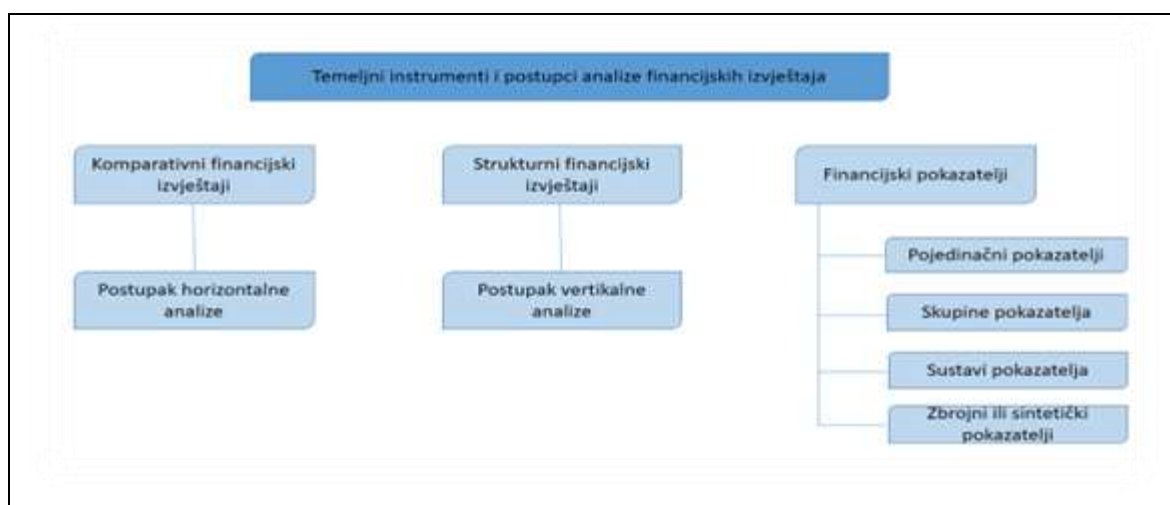 Temeljni instrumenti i postupci analize financijskih izvještaja
Komparativni financijski
izvještaji
Strukturni financijski
izvještaji
Financijski pokazatelji
Postupak horizontalne
analize
Postupak vertikalne
analize
Pojedinačni pokazatelji
Skupine pokazatelja
Sustavi pokazatelja
Zbrojni ili sintetički
pokazatelji